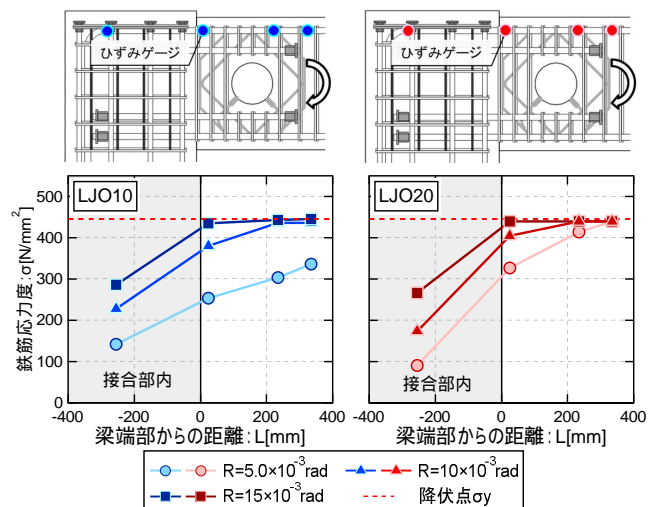 ひずみゲージ
ひずみゲージ
LJO10
LJO20
鉄筋応力度:σ[N/mm²]
500
400
300
200
100
0
接合部内
接合部内
-400 -200 0 200 400
-400 -200 0 200 400
梁端部からの距離:L[mm]
梁端部からの距離:L[mm]
R=5.0×10⁻³rad
R=10×10⁻³rad
R=15×10⁻³rad
降伏点σy